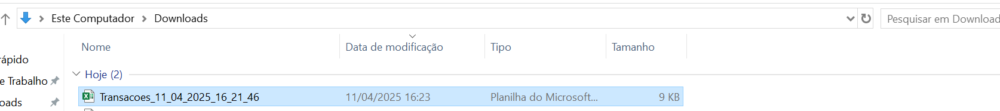 Este Computador > Downloads
Pesquisar em Download
Nome Data de modificação Tipo Tamanho
rápido
Hoje (2)
e Trabalho
Transacoes_11_04_2025_16_21_46 11/04/2025 16:23 Planilha do Microsoft... 9 KB
oads